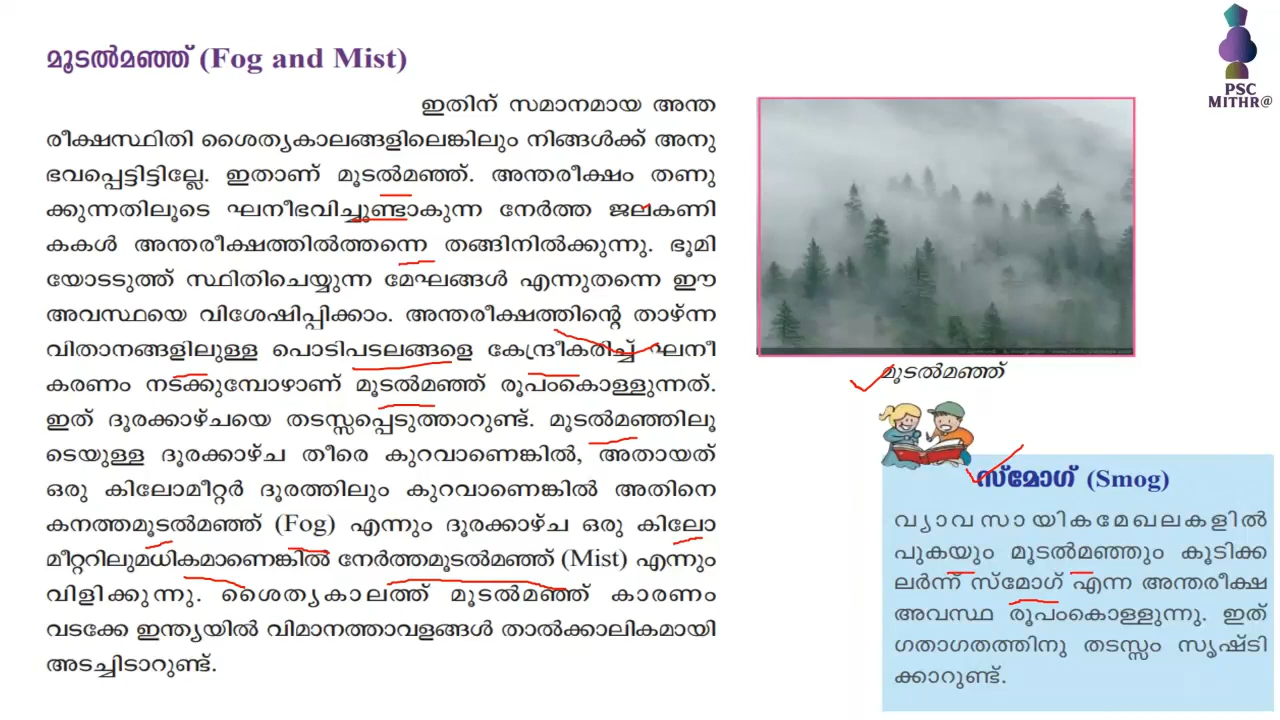 മൂടൽമഞ്ഞ് (Fog and Mist)
ഇതിന് സമാനമായ അന്ത
രീക്ഷസ്ഥിതി ശൈത്യകാലങ്ങളിലെങ്കിലും നിങ്ങൾക്ക് അനു
ഭവപ്പെട്ടിട്ടില്ലേ. ഇതാണ് മൂടൽമഞ്ഞ്. അന്തരീക്ഷം തണു
ക്കുന്നതിലൂടെ ഘനീഭവിച്ചുണ്ടാകുന്ന നേർത്ത ജലകണി
കകൾ അന്തരീക്ഷത്തിൽത്തന്നെ തങ്ങിനിൽക്കുന്നു. ഭൂമി
യോടടുത്ത് സ്ഥിതിചെയ്യുന്ന മേഘങ്ങൾ എന്നുതന്നെ ഈ
അവസ്ഥയെ വിശേഷിപ്പിക്കാം. അന്തരീക്ഷത്തിന്റെ താഴ്ന്ന
വിതാനങ്ങളിലുള്ള പൊടിപടലങ്ങളെ കേന്ദ്രീകരിച്ച് ഘനീ
കരണം നടക്കുമ്പോഴാണ് മൂടൽമഞ്ഞ് രൂപംകൊള്ളുന്നത്.
ഇത് ദൂരക്കാഴ്ചയെ തടസ്സപ്പെടുത്താറുണ്ട്. മൂടൽമഞ്ഞിലൂ
ടെയുള്ള ദൂരക്കാഴ്ച തീരെ കുറവാണെങ്കിൽ, അതായത്
ഒരു കിലോമീറ്റർ ദൂരത്തിലും കുറവാണെങ്കിൽ അതിനെ
കനത്തമൂടൽമഞ്ഞ് (Fog) എന്നും ദൂരക്കാഴ്ച ഒരു കിലോ
മീറ്ററിലുമധികമാണെങ്കിൽ നേർത്തമൂടൽമഞ്ഞ് (Mist) എന്നും
വിളിക്കുന്നു. ശൈത്യകാലത്ത് മൂടൽമഞ്ഞ് കാരണം
വടക്കേ ഇന്ത്യയിൽ വിമാനത്താവളങ്ങൾ താൽക്കാലികമായി
അടച്ചിടാറുണ്ട്.
PSC
MITHR@
മൂടൽമഞ്ഞ്
സ്മോഗ് (Smog)
വ്യാവസായികമേഖലകളിൽ
പുകയും മൂടൽമഞ്ഞും കൂടിക്ക
ലർന്ന് സ്മോഗ് എന്ന അന്തരീക്ഷ
അവസ്ഥ രൂപംകൊള്ളുന്നു. ഇത്
ഗതാഗതത്തിനു തടസ്സം സൃഷ്ടി
ക്കാറുണ്ട്.